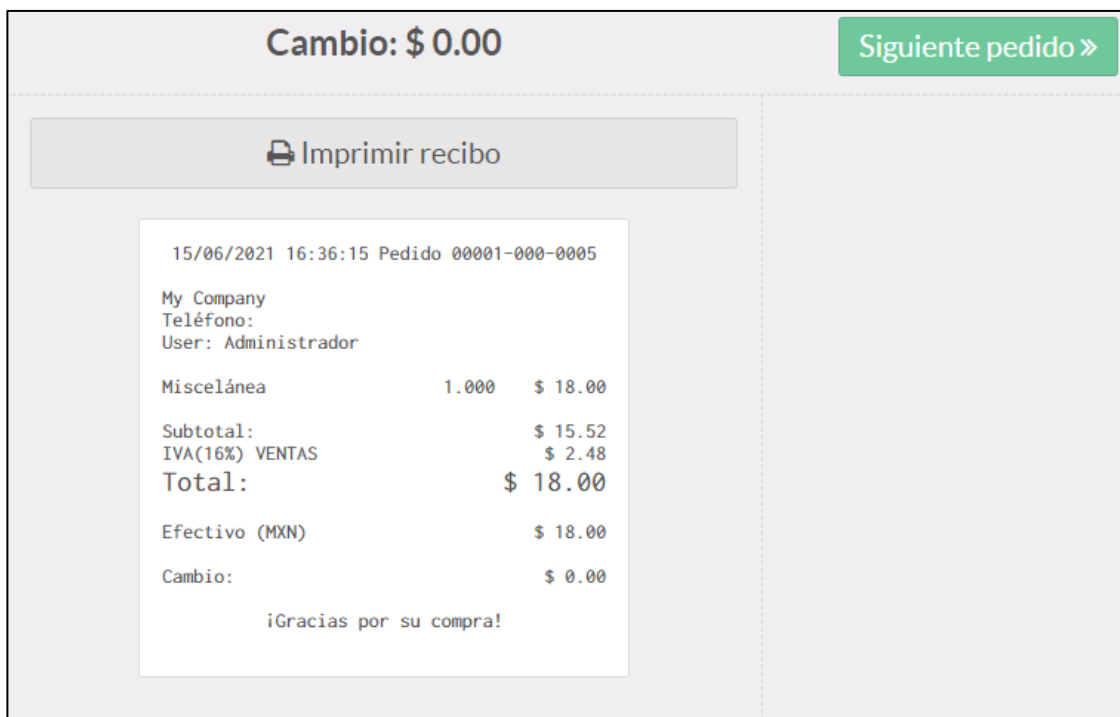 Cambio: $ 0.00
Siguiente pedido »
Imprimir recibo
15/06/2021 16:36:15 Pedido 00001-000-0005
My Company
Teléfono:
User: Administrador
Miscelánea 1.000 $ 18.00
Subtotal: $ 15.52
IVA(16%) VENTAS $ 2.48
Total: $ 18.00
Efectivo (MXN) $ 18.00
Cambio: $ 0.00
¡Gracias por su compra!